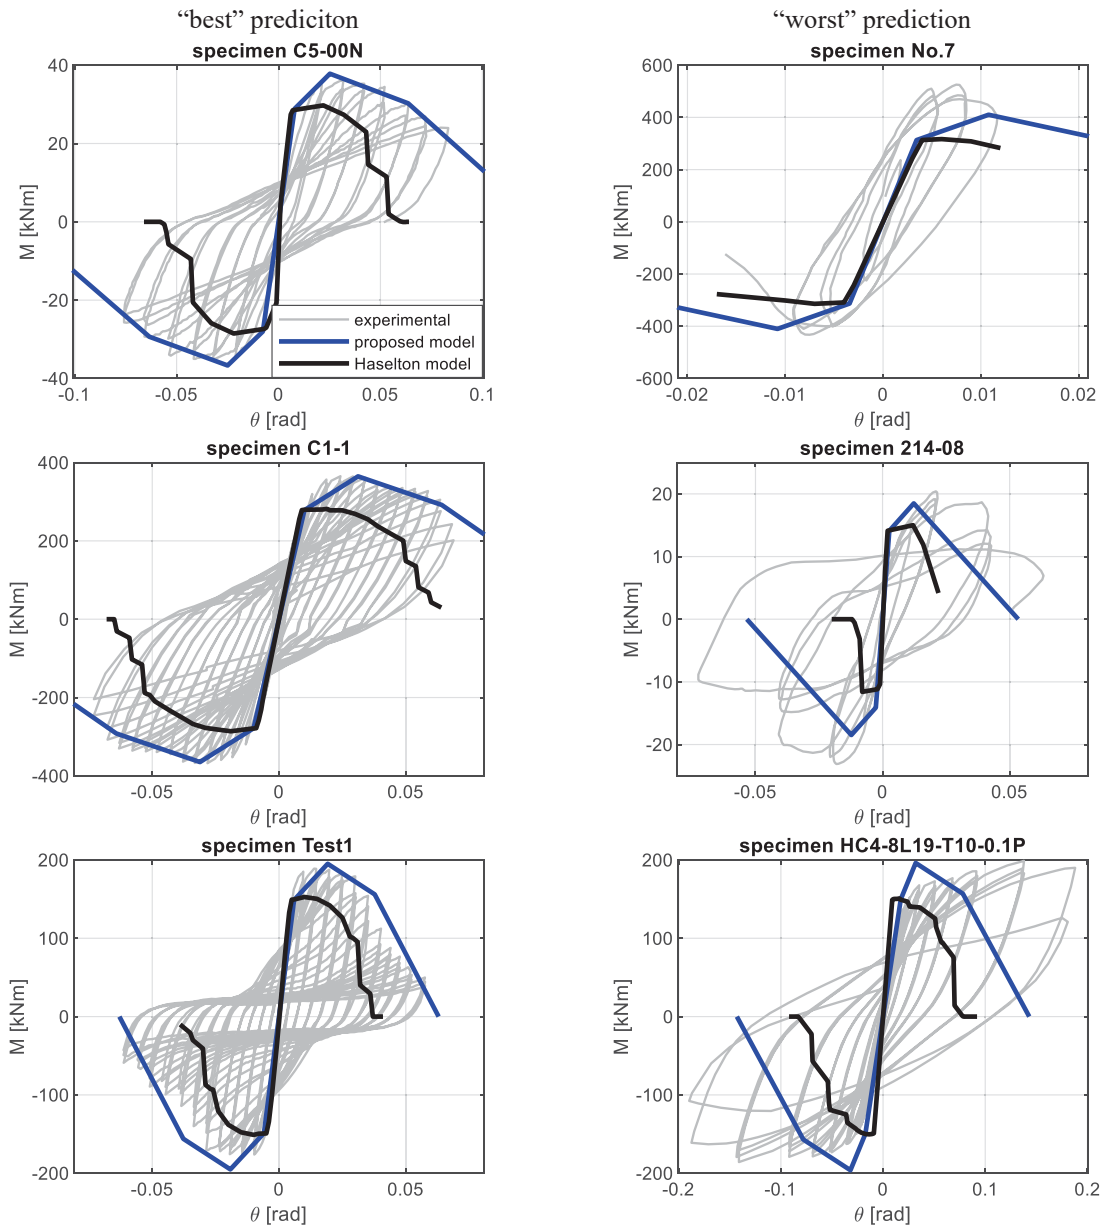 “best” prediciton
“worst” prediction
specimen C5-00N
40
20
0
-20
-40
M [kNm]
-0.1
-0.05
0
0.05
0.1
θ [rad]
experimental
proposed model
Haselton model
specimen No.7
600
400
200
0
-200
-400
-600
M [kNm]
-0.02
-0.01
0
0.01
0.02
θ [rad]
specimen C1-1
400
200
0
-200
-400
M [kNm]
-0.05
0
0.05
θ [rad]
specimen 214-08
20
10
0
-10
-20
M [kNm]
-0.05
0
0.05
θ [rad]
specimen Test1
200
100
0
-100
-200
M [kNm]
-0.05
0
0.05
θ [rad]
specimen HC4-8L19-T10-0.1P
200
100
0
-100
-200
M [kNm]
-0.2
-0.1
0
0.1
0.2
θ [rad]